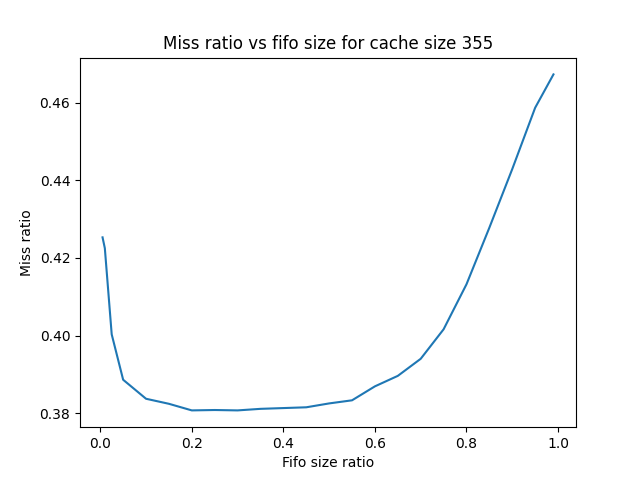 Miss ratio vs fifo size for cache size 355
0.46
0.44
0.42
0.40
0.38
Miss ratio
0.0 0.2 0.4 0.6 0.8 1.0
Fifo size ratio